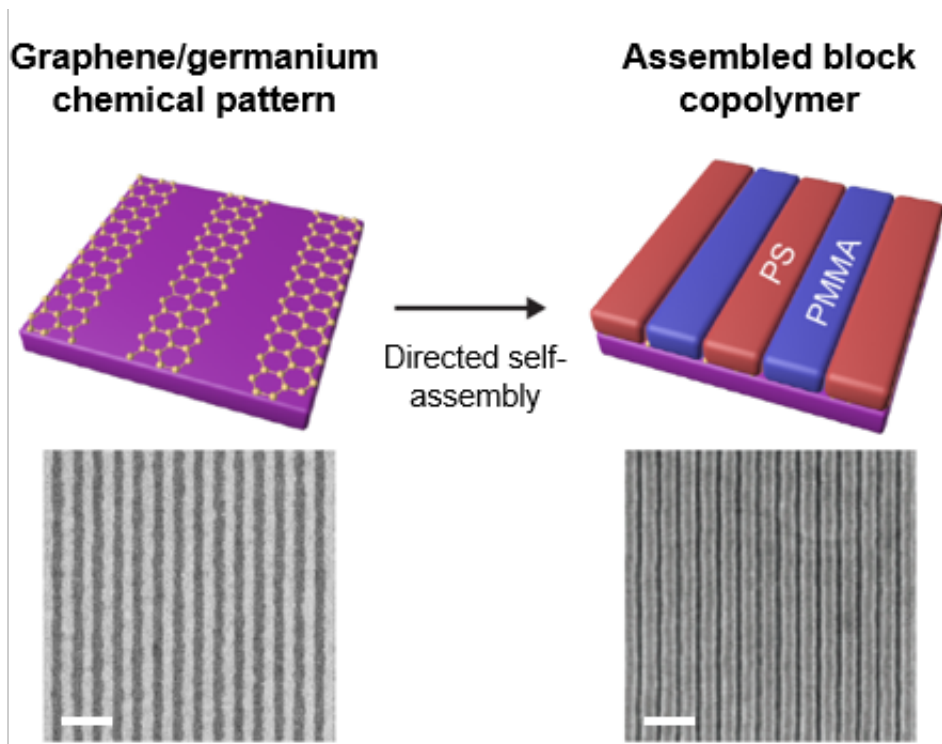 Graphene/germanium
chemical pattern
Assembled block
copolymer
PS
PMMA
Directed self-
assembly